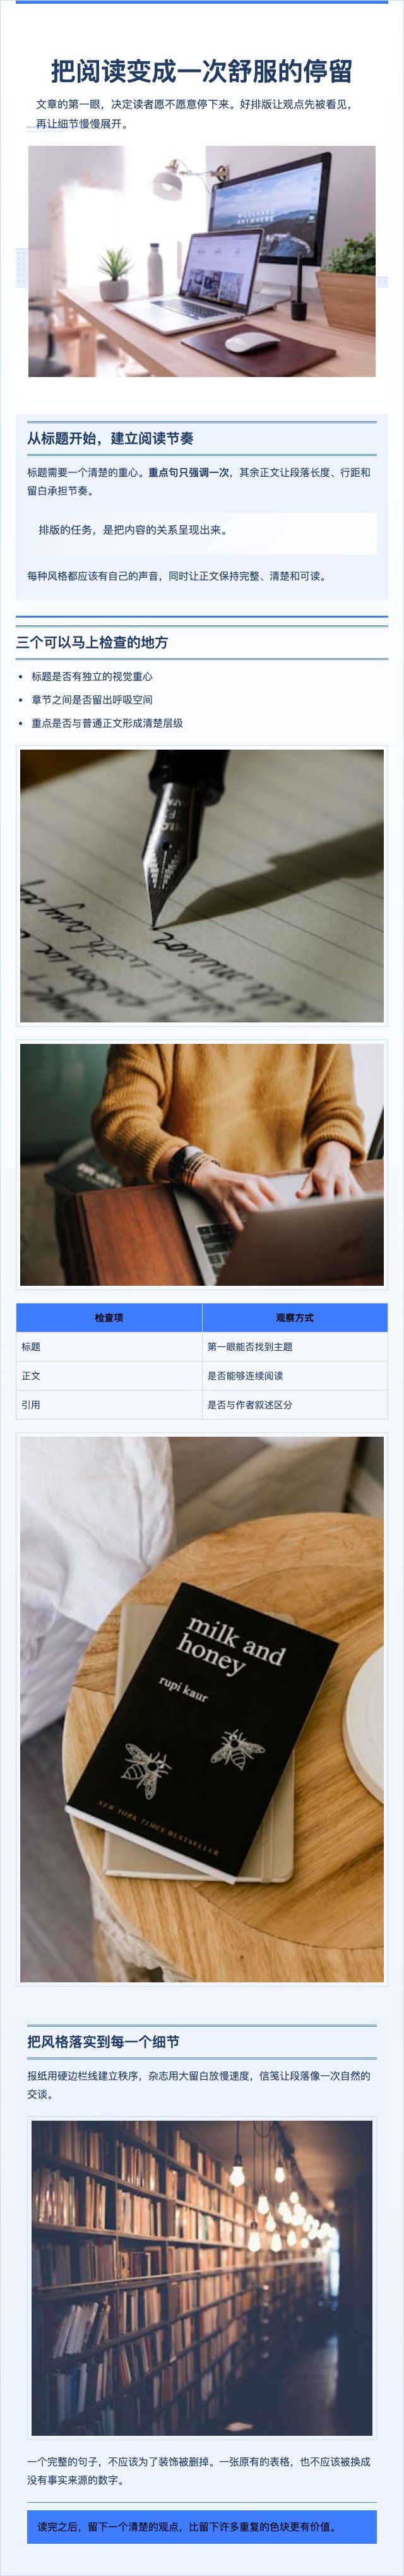 把阅读变成一次舒服的停留
文章的第一眼，决定读者愿不愿意停下来。好排版让观点先被看见，
再让细节慢慢展开。
从标题开始，建立阅读节奏
标题需要一个清楚的重心。重点句只强调一次，其余正文让段落长度、行距和
留白承担节奏。
排版的任务，是把内容的关系呈现出来。
每种风格都应该有自己的声音，同时让正文保持完整、清楚和可读。
三个可以马上检查的地方
• 标题是否有独立的视觉重心
• 章节之间是否留出呼吸空间
• 重点是否与普通正文形成清楚层级
检查项 观察方式
标题 第一眼能否找到主题
正文 是否能够连续阅读
引用 是否与作者叙述区分
milk and
honey
rupi kaur
NEW YORK TIMES BESTSELLER
把风格落实到每一个细节
报纸用硬边栏线建立秩序，杂志用大留白放慢速度，信笺让段落像一次自然的
交谈。
一个完整的句子，不应该为了装饰被删掉。一张原有的表格，也不应该被换成
没有事实来源的数字。
读完之后，留下一个清楚的观点，比留下许多重复的色块更有价值。